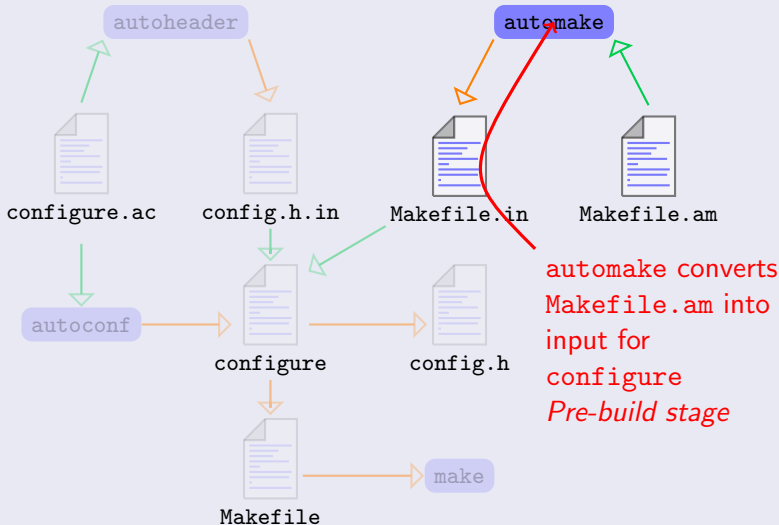 autoheader
automake
configure.ac
config.h.in
Makefile.in
Makefile.am
automake converts
Makefile.am into
input for
configure
Pre-build stage
autoconf
configure
config.h
make
Makefile